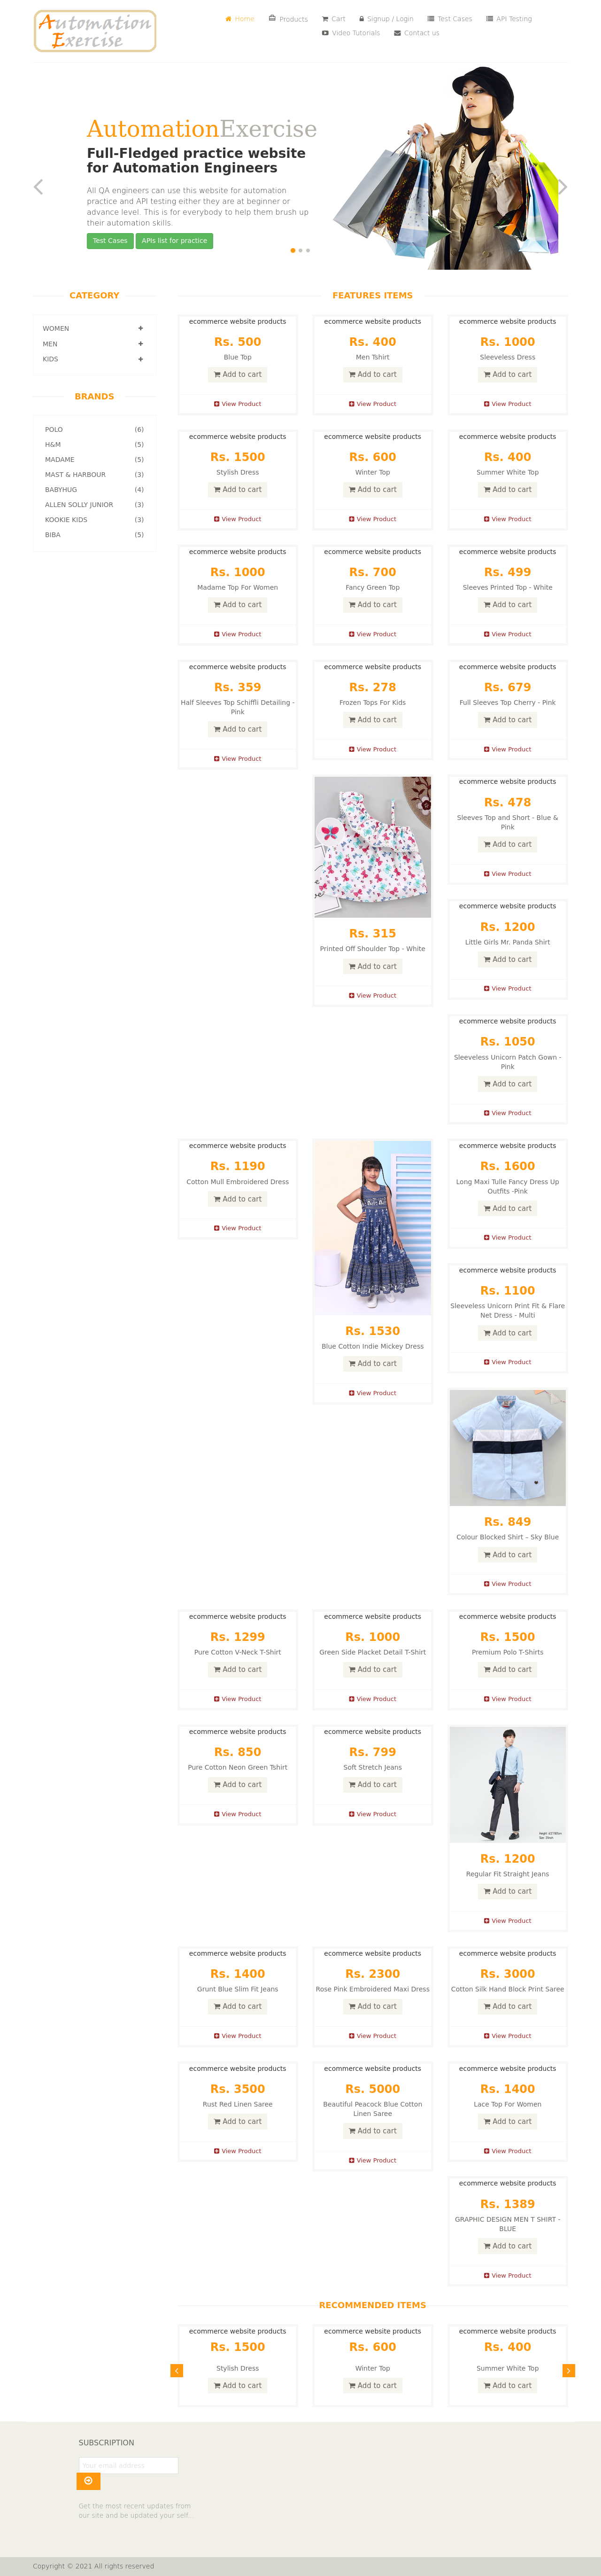 Automation
Exercise
Home
Products
Cart
Signup / Login
Test Cases
API Testing
Video Tutorials
Contact us
AutomationExercise
Full-Fledged practice website
for Automation Engineers
All QA engineers can use this website for automation
practice and API testing either they are at beginner or
advance level. This is for everybody to help them brush up
their automation skills.
Test Cases
APIs list for practice
CATEGORY
WOMEN
MEN
KIDS
BRANDS
POLO (6)
H&M (5)
MADAME (5)
MAST & HARBOUR (3)
BABYHUG (4)
ALLEN SOLLY JUNIOR (3)
KOOKIE KIDS (3)
BIBA (5)
FEATURES ITEMS
ecommerce website products
Rs. 500
Blue Top
Add to cart
View Product
ecommerce website products
Rs. 400
Men Tshirt
Add to cart
View Product
ecommerce website products
Rs. 1000
Sleeveless Dress
Add to cart
View Product
ecommerce website products
Rs. 1500
Stylish Dress
Add to cart
View Product
ecommerce website products
Rs. 600
Winter Top
Add to cart
View Product
ecommerce website products
Rs. 400
Summer White Top
Add to cart
View Product
ecommerce website products
Rs. 1000
Madame Top For Women
Add to cart
View Product
ecommerce website products
Rs. 700
Fancy Green Top
Add to cart
View Product
ecommerce website products
Rs. 499
Sleeves Printed Top - White
Add to cart
View Product
ecommerce website products
Rs. 359
Half Sleeves Top Schiffli Detailing -
Pink
Add to cart
View Product
ecommerce website products
Rs. 278
Frozen Tops For Kids
Add to cart
View Product
ecommerce website products
Rs. 679
Full Sleeves Top Cherry - Pink
Add to cart
View Product
Rs. 315
Printed Off Shoulder Top - White
Add to cart
View Product
ecommerce website products
Rs. 478
Sleeves Top and Short - Blue &
Pink
Add to cart
View Product
ecommerce website products
Rs. 1200
Little Girls Mr. Panda Shirt
Add to cart
View Product
ecommerce website products
Rs. 1050
Sleeveless Unicorn Patch Gown -
Pink
Add to cart
View Product
ecommerce website products
Rs. 1190
Cotton Mull Embroidered Dress
Add to cart
View Product
Rs. 1530
Blue Cotton Indie Mickey Dress
Add to cart
View Product
ecommerce website products
Rs. 1600
Long Maxi Tulle Fancy Dress Up
Outfits -Pink
Add to cart
View Product
ecommerce website products
Rs. 1100
Sleeveless Unicorn Print Fit & Flare
Net Dress - Multi
Add to cart
View Product
Rs. 849
Colour Blocked Shirt – Sky Blue
Add to cart
View Product
ecommerce website products
Rs. 1299
Pure Cotton V-Neck T-Shirt
Add to cart
View Product
ecommerce website products
Rs. 1000
Green Side Placket Detail T-Shirt
Add to cart
View Product
ecommerce website products
Rs. 1500
Premium Polo T-Shirts
Add to cart
View Product
ecommerce website products
Rs. 850
Pure Cotton Neon Green Tshirt
Add to cart
View Product
ecommerce website products
Rs. 799
Soft Stretch Jeans
Add to cart
View Product
Rs. 1200
Regular Fit Straight Jeans
Add to cart
View Product
ecommerce website products
Rs. 1400
Grunt Blue Slim Fit Jeans
Add to cart
View Product
ecommerce website products
Rs. 2300
Rose Pink Embroidered Maxi Dress
Add to cart
View Product
ecommerce website products
Rs. 3000
Cotton Silk Hand Block Print Saree
Add to cart
View Product
ecommerce website products
Rs. 3500
Rust Red Linen Saree
Add to cart
View Product
ecommerce website products
Rs. 5000
Beautiful Peacock Blue Cotton
Linen Saree
Add to cart
View Product
ecommerce website products
Rs. 1400
Lace Top For Women
Add to cart
View Product
ecommerce website products
Rs. 1389
GRAPHIC DESIGN MEN T SHIRT -
BLUE
Add to cart
View Product
RECOMMENDED ITEMS
ecommerce website products
Rs. 1500
Stylish Dress
Add to cart
ecommerce website products
Rs. 600
Winter Top
Add to cart
ecommerce website products
Rs. 400
Summer White Top
Add to cart
SUBSCRIPTION
Your email address
Get the most recent updates from
our site and be updated your self...
Copyright © 2021 All rights reserved